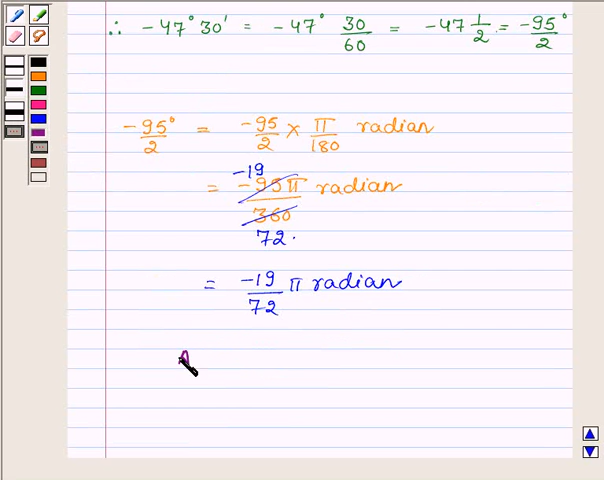 ∴ -47° 30' = -47° 30/60 = -47 1/2 = -95°/2
-95°/2 = -95/2 × π/180 radian
-19
= -95π/360 radian
72.
= -19/72 π radian